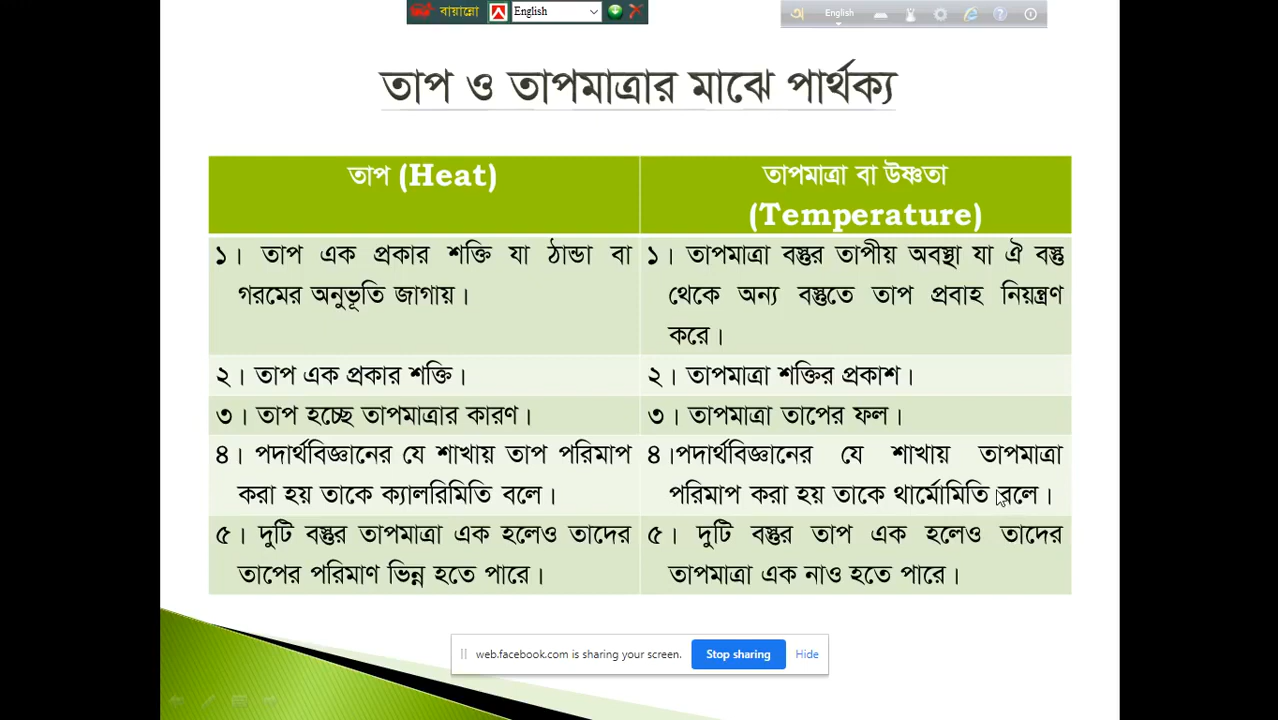 বায়ান্নো
English
অ
English
তাপ ও তাপমাত্রার মাঝে পার্থক্য
তাপ (Heat)
তাপমাত্রা বা উষ্ণতা
(Temperature)
১। তাপ এক প্রকার শক্তি যা ঠান্ডা বা
গরমের অনুভূতি জাগায়।
১। তাপমাত্রা বস্তুর তাপীয় অবস্থা যা ঐ বস্তু
থেকে অন্য বস্তুতে তাপ প্রবাহ নিয়ন্ত্রণ
করে।
২। তাপ এক প্রকার শক্তি।
২। তাপমাত্রা শক্তির প্রকাশ।
৩। তাপ হচ্ছে তাপমাত্রার কারণ।
৩। তাপমাত্রা তাপের ফল।
৪। পদার্থবিজ্ঞানের যে শাখায় তাপ পরিমাপ
করা হয় তাকে ক্যালরিমিতি বলে।
৪।পদার্থবিজ্ঞানের যে শাখায় তাপমাত্রা
পরিমাপ করা হয় তাকে থার্মোমিতি বলে।
৫। দুটি বস্তুর তাপমাত্রা এক হলেও তাদের
তাপের পরিমাণ ভিন্ন হতে পারে।
৫। দুটি বস্তুর তাপ এক হলেও তাদের
তাপমাত্রা এক নাও হতে পারে।
web.facebook.com is sharing your screen.
Stop sharing
Hide